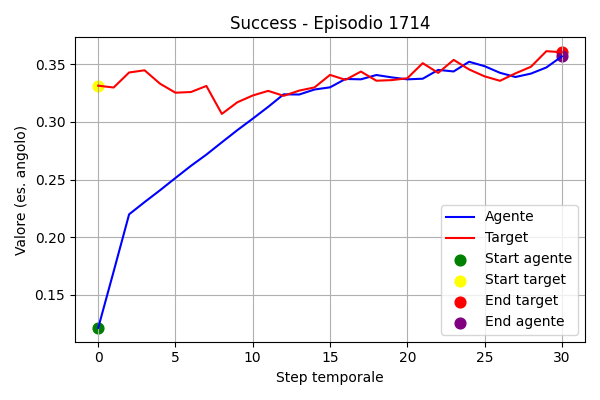 Success - Episodio 1714
Valore (es. angolo)
0.35
0.30
0.25
0.20
0.15
0 5 10 15 20 25 30
Step temporale
Agente
Target
Start agente
Start target
End target
End agente